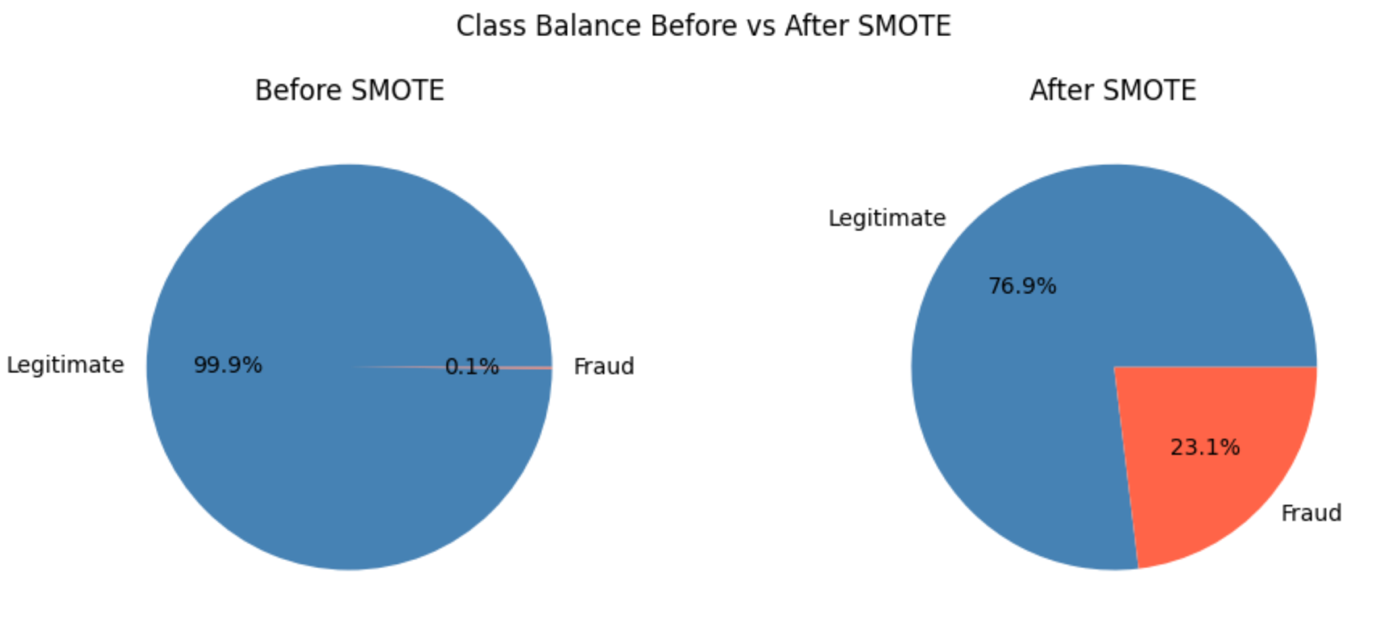 Class Balance Before vs After SMOTE
Before SMOTE
Legitimate
99.9%
0.1%
Fraud
After SMOTE
Legitimate
76.9%
23.1%
Fraud